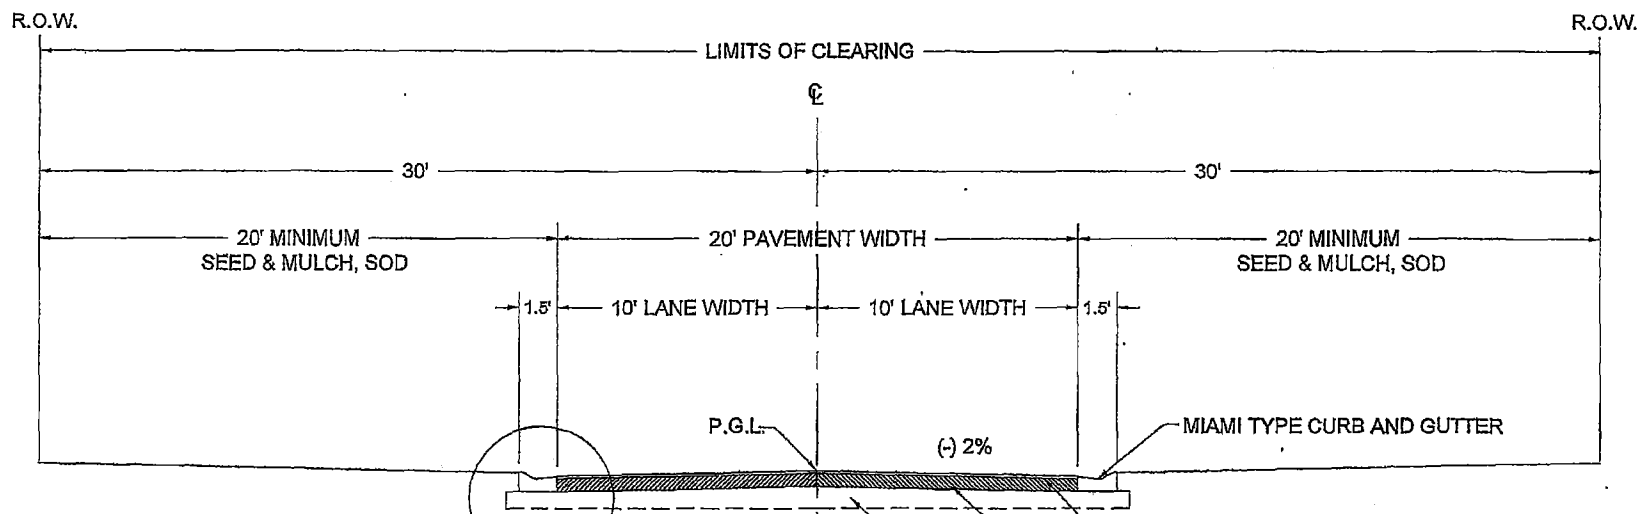 R.O.W.
R.O.W.
LIMITS OF CLEARING
℄
30'
30'
20' MINIMUM
SEED & MULCH, SOD
20' PAVEMENT WIDTH
20' MINIMUM
SEED & MULCH, SOD
1.5'
10' LANE WIDTH
10' LANE WIDTH
1.5'
P.G.L.
(-) 2%
MIAMI TYPE CURB AND GUTTER